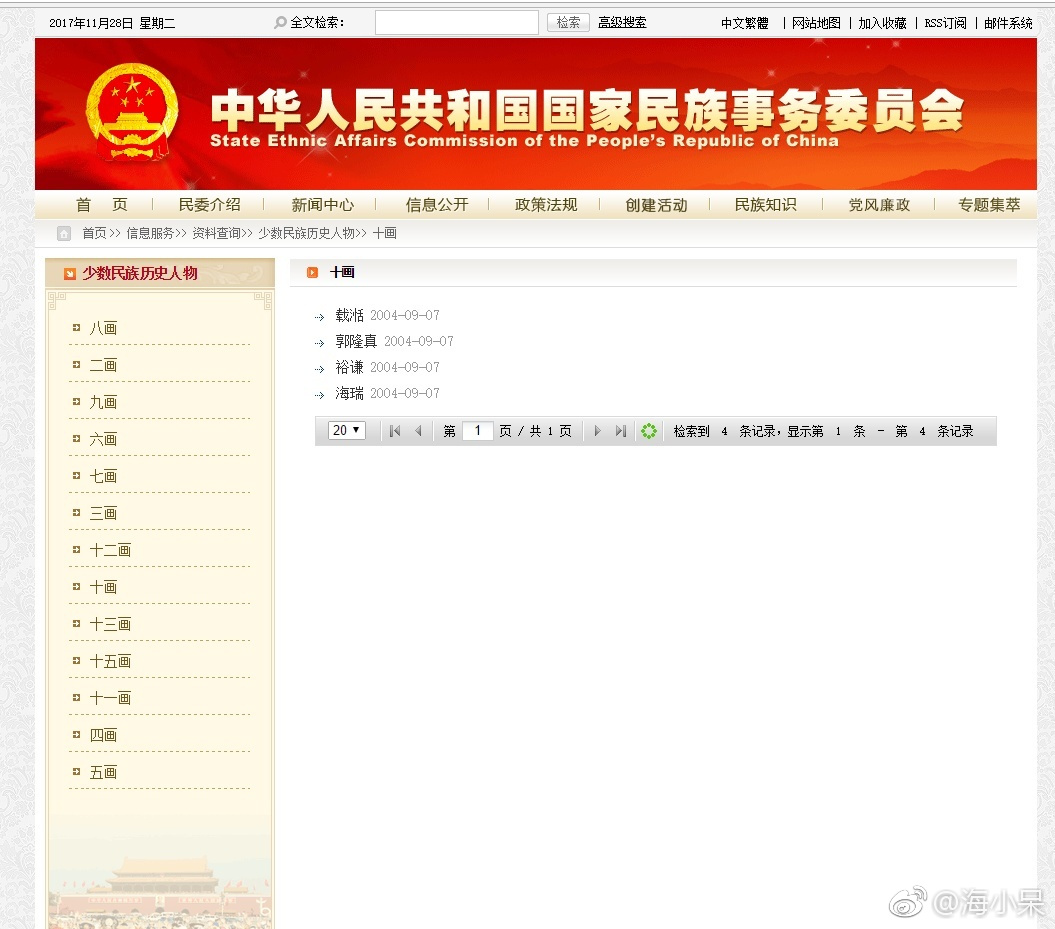 2017年11月28日 星期二 全文检索： 检索 高级搜索 中文繁體 | 网站地图 | 加入收藏 | RSS订阅 | 邮件系统
中华人民共和国国家民族事务委员会
State Ethnic Affairs Commission of the People's Republic of China
首 页 | 民委介绍 | 新闻中心 | 信息公开 | 政策法规 | 创建活动 | 民族知识 | 党风廉政 | 专题集萃
首页>> 信息服务>> 资料查询>> 少数民族历史人物>> 十画
少数民族历史人物
八画
二画
九画
六画
七画
三画
十二画
十画
十三画
十五画
十一画
四画
五画
十画
载湉 2004-09-07
郭隆真 2004-09-07
裕谦 2004-09-07
海瑞 2004-09-07
20 第 1 页 / 共 1 页 检索到 4 条记录，显示第 1 条 - 第 4 条记录
@海小呆